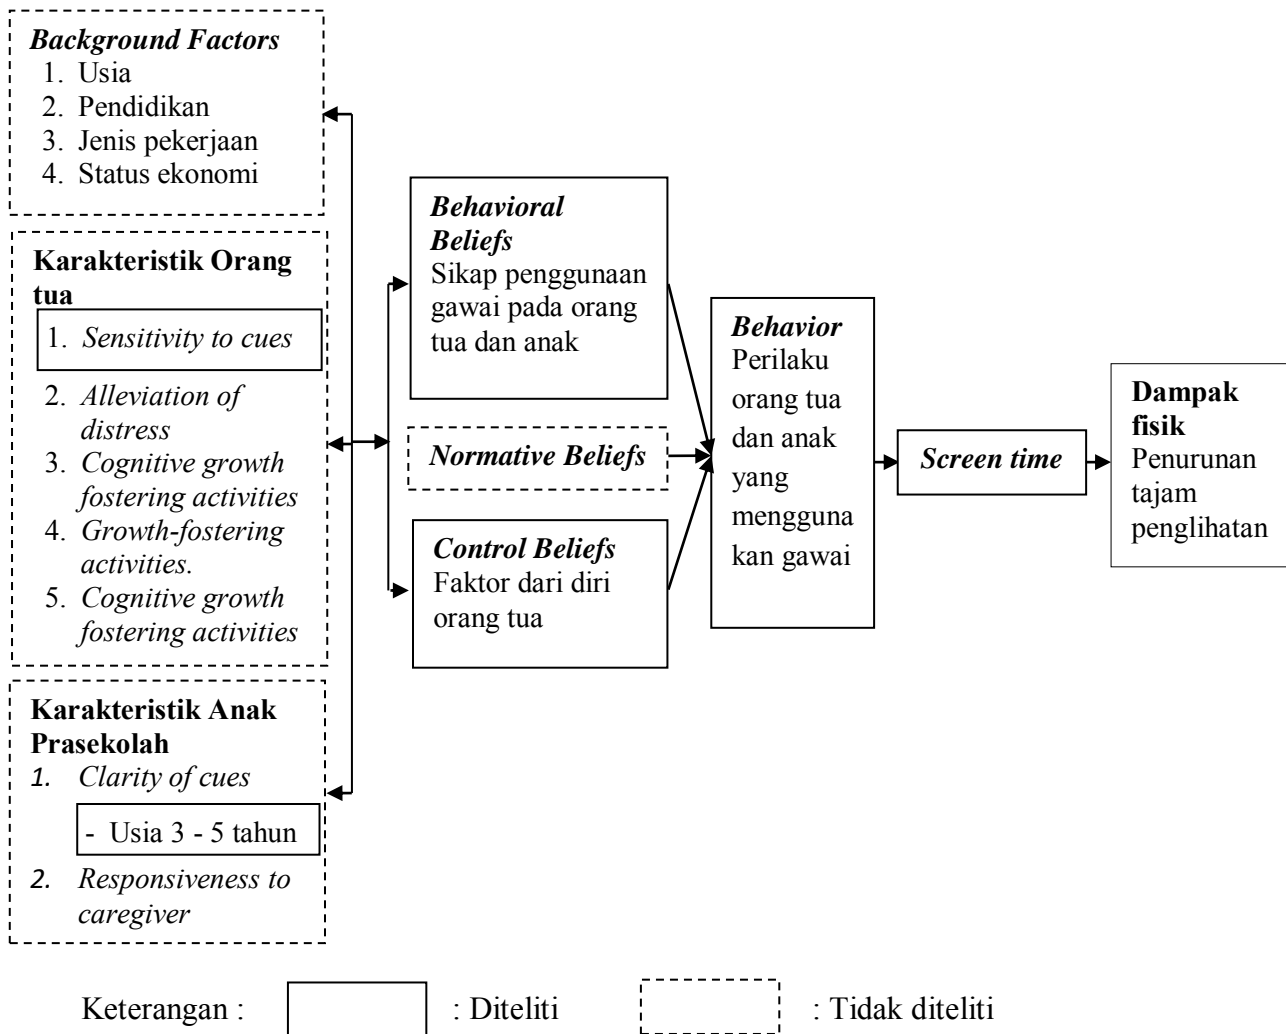 Background Factors
1. Usia
2. Pendidikan
3. Jenis pekerjaan
4. Status ekonomi
Karakteristik Orang
tua
1. Sensitivity to cues
2. Alleviation of
distress
3. Cognitive growth
fostering activities
4. Growth-fostering
activities.
5. Cognitive growth
fostering activities
Karakteristik Anak
Prasekolah
1. Clarity of cues
- Usia 3 - 5 tahun
2. Responsiveness to
caregiver
Behavioral
Beliefs
Sikap penggunaan
gawai pada orang
tua dan anak
Normative Beliefs
Control Beliefs
Faktor dari diri
orang tua
Behavior
Perilaku
orang tua
dan anak
yang
mengguna
kan gawai
Screen time
Dampak
fisik
Penurunan
tajam
penglihatan
Keterangan : : Diteliti : Tidak diteliti